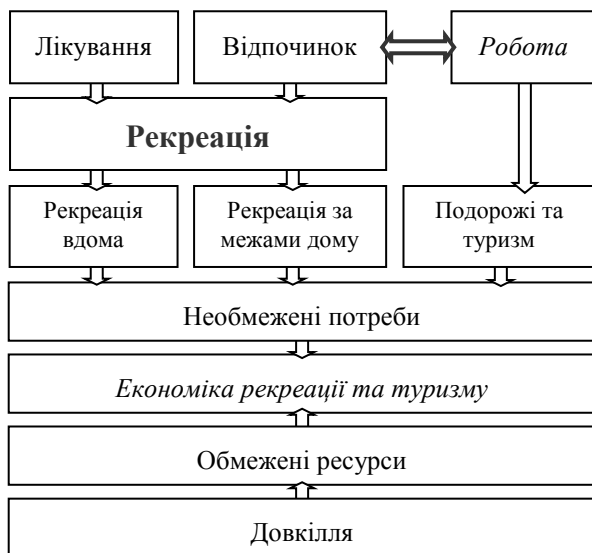 Лікування
Відпочинок
Робота
Рекреація
Рекреація
вдома
Рекреація за
межами дому
Подорожі та
туризм
Необмежені потреби
Економіка рекреації та туризму
Обмежені ресурси
Довкілля